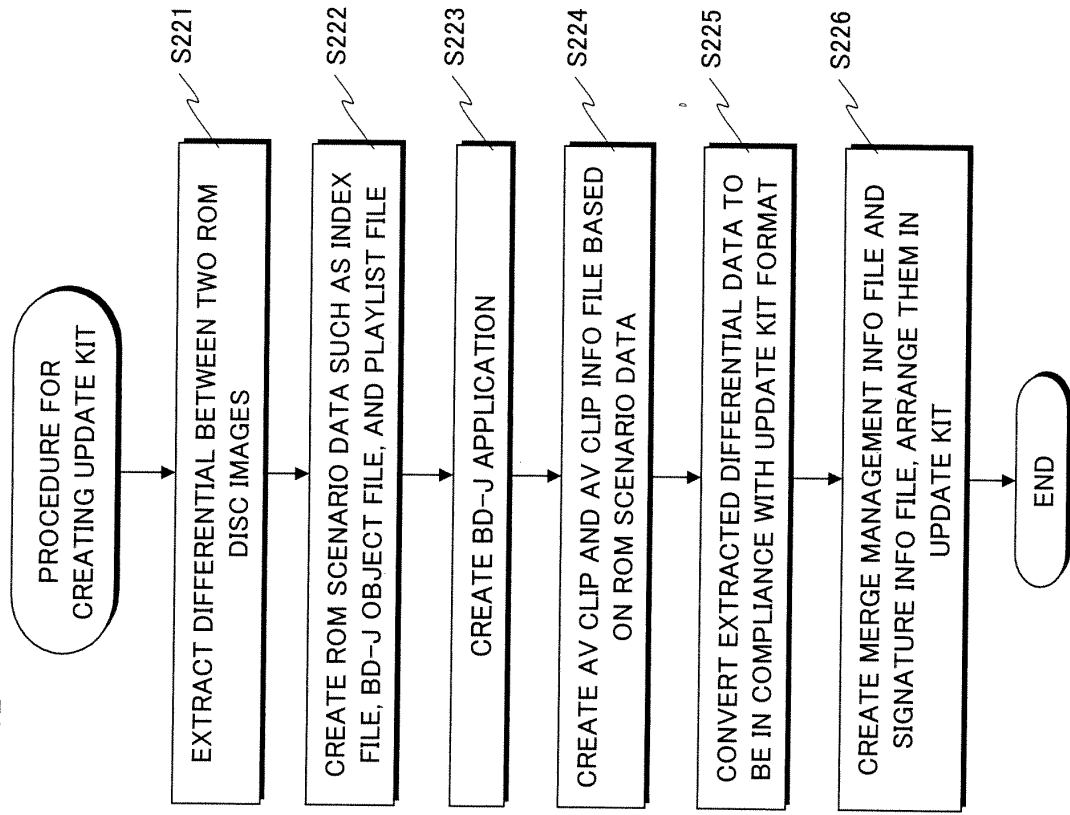 PROCEDURE FOR
CREATING UPDATE KIT
EXTRACT DIFFERENTIAL BETWEEN TWO ROM
DISC IMAGES
S221
CREATE ROM SCENARIO DATA SUCH AS INDEX
FILE, BD-J OBJECT FILE, AND PLAYLIST FILE
S222
CREATE BD-J APPLICATION
S223
CREATE AV CLIP AND AV CLIP INFO FILE BASED
ON ROM SCENARIO DATA
S224
CONVERT EXTRACTED DIFFERENTIAL DATA TO
BE IN COMPLIANCE WITH UPDATE KIT FORMAT
S225
CREATE MERGE MANAGEMENT INFO FILE AND
SIGNATURE INFO FILE, ARRANGE THEM IN
UPDATE KIT
S226
END